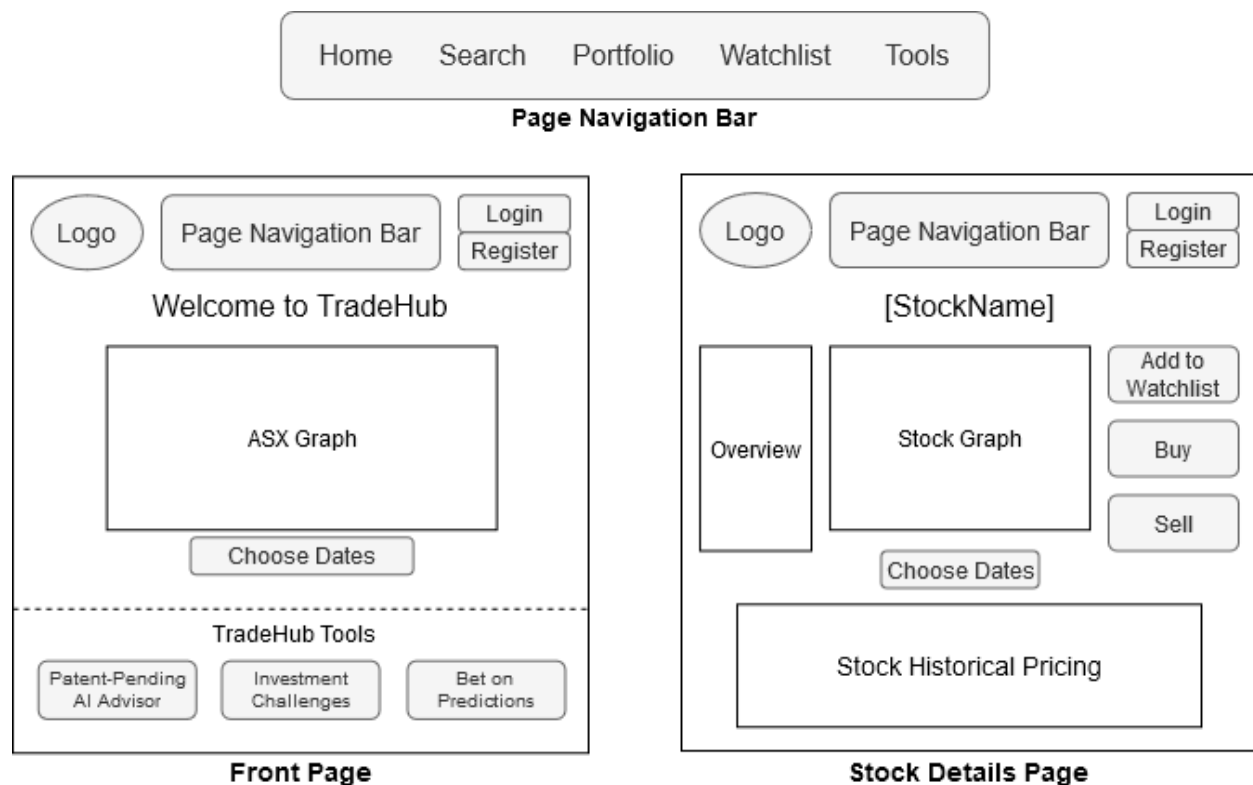 Home Search Portfolio Watchlist Tools
Page Navigation Bar
Logo
Page Navigation Bar
Login
Register
Welcome to TradeHub
ASX Graph
Choose Dates
TradeHub Tools
Patent-Pending
AI Advisor
Investment
Challenges
Bet on
Predictions
Front Page
Logo
Page Navigation Bar
Login
Register
[StockName]
Overview
Stock Graph
Add to
Watchlist
Buy
Sell
Choose Dates
Stock Historical Pricing
Stock Details Page